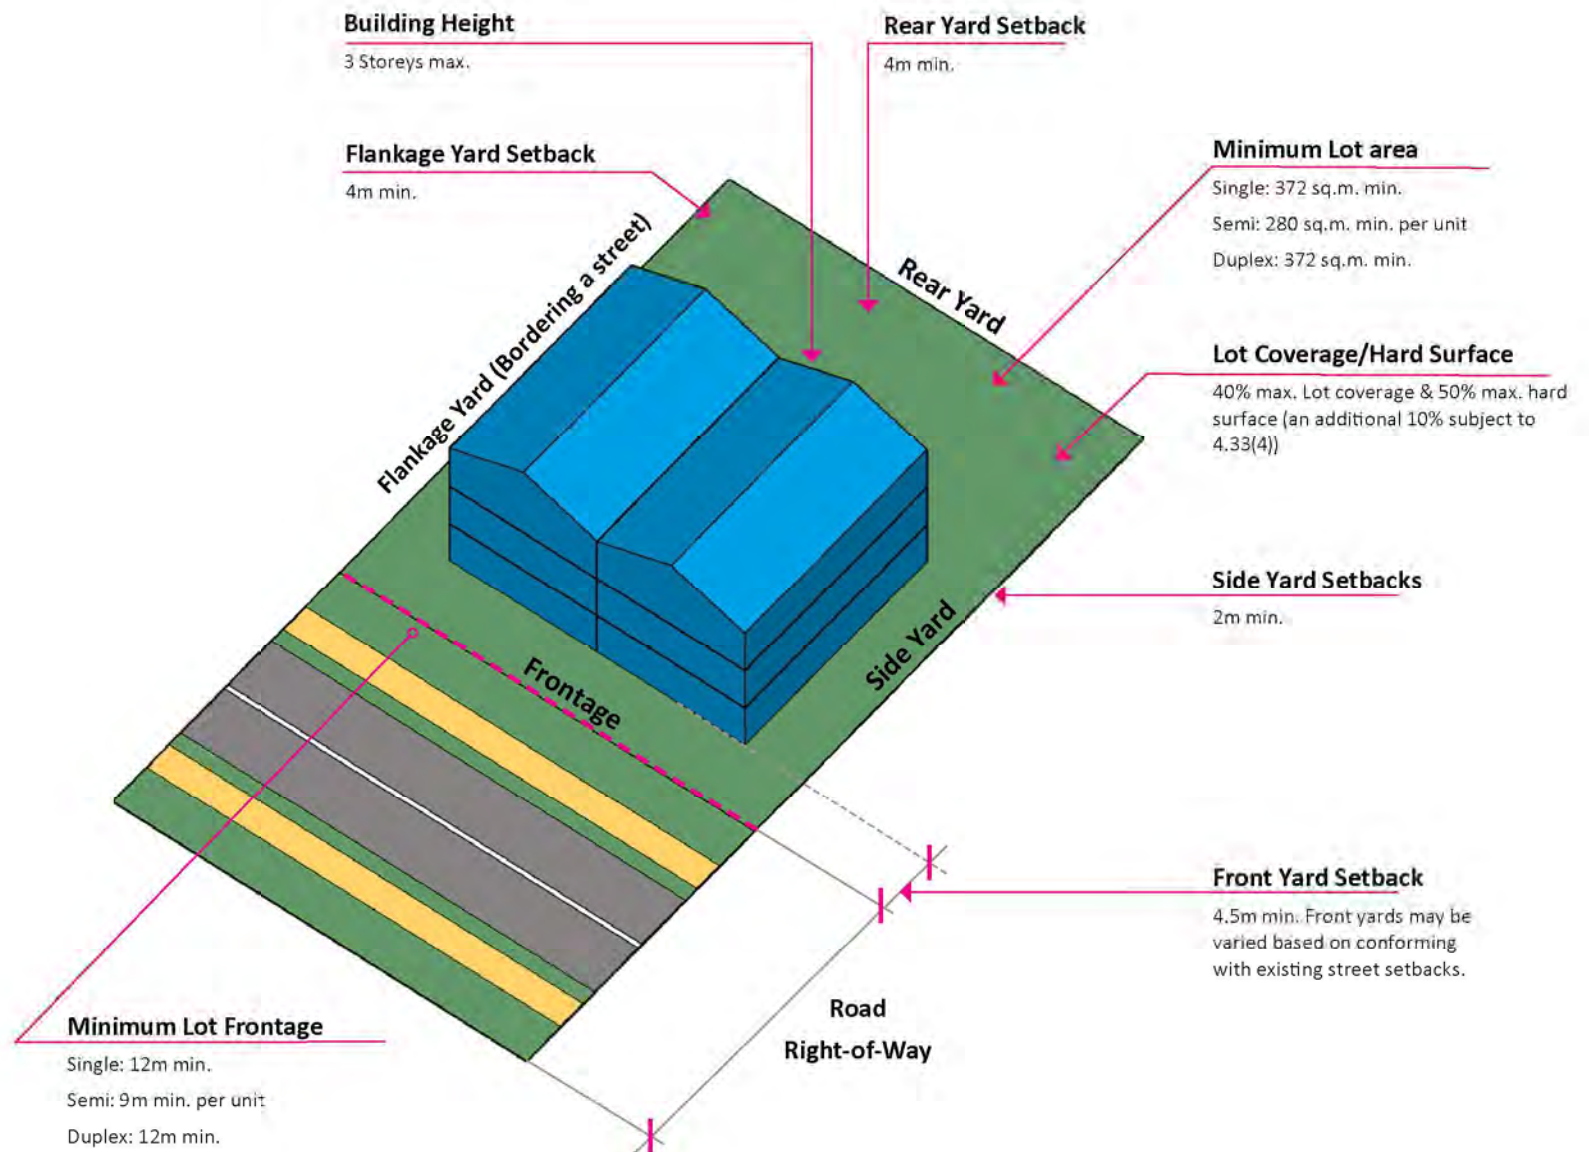 Building Height
3 Storeys max.
Rear Yard Setback
4m min.
Flankage Yard Setback
4m min.
Minimum Lot area
Single: 372 sq.m. min.
Semi: 280 sq.m. min. per unit
Duplex: 372 sq.m. min.
Flankage Yard (Bordering a street)
Rear Yard
Lot Coverage/Hard Surface
40% max. Lot coverage & 50% max. hard
surface (an additional 10% subject to
4.33(4))
Side Yard Setbacks
2m min.
Side Yard
Frontage
Front Yard Setback
4.5m min. Front yards may be
varied based on conforming
with existing street setbacks.
Road
Right-of-Way
Minimum Lot Frontage
Single: 12m min.
Semi: 9m min. per unit
Duplex: 12m min.